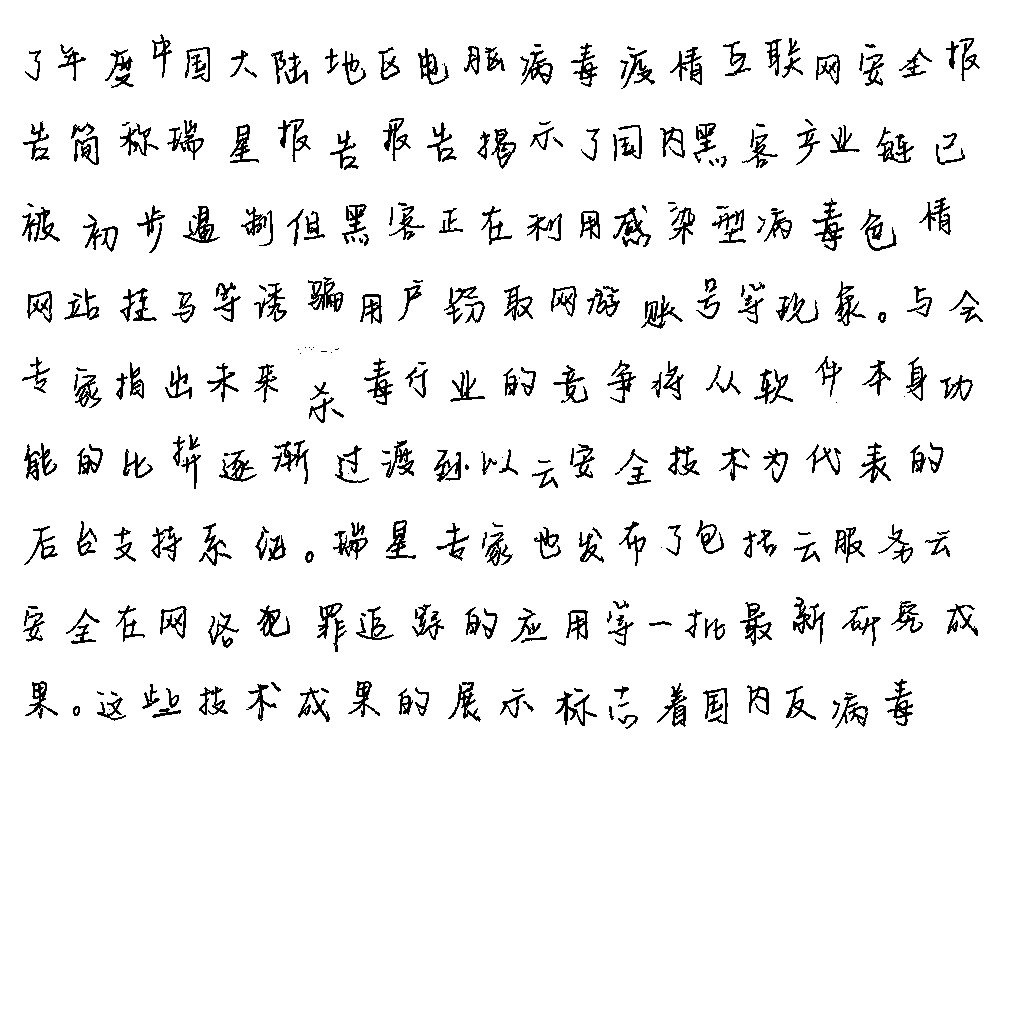 了年度中国大陆地区电脑病毒疫情互联网安全报
告简称瑞星报告报告揭示了国内黑客产业链已
被初步遏制但黑客正在利用感染型病毒色情
网站挂马等诱骗用户窃取网游账号等现象。与会
专家指出未来杀毒行业的竞争将从软件本身功
能的比拼逐渐过渡到以云安全技术为代表的
后台支持系统。瑞星专家也发布了包括云服务云
安全在网络犯罪追踪的应用等一批最新研究成
果。这些技术成果的展示标志着国内反病毒